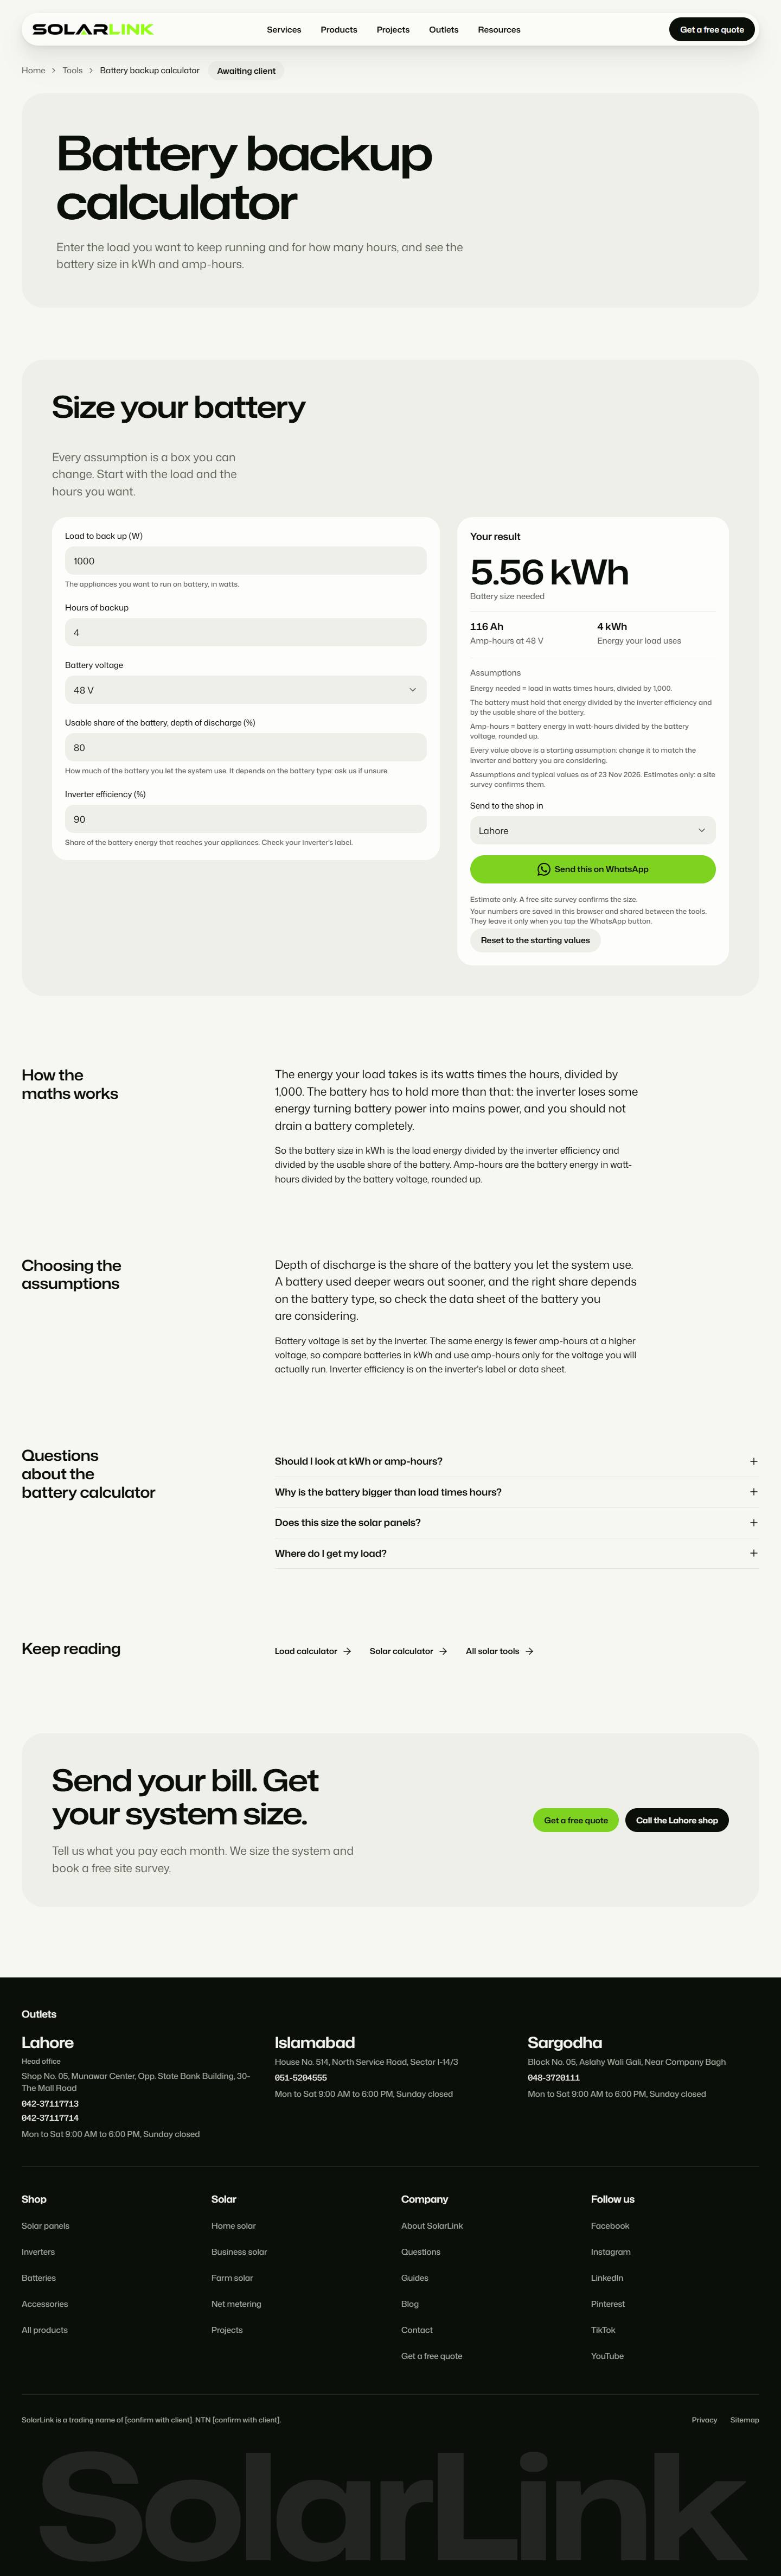 SOLARLINK
Services
Products
Projects
Outlets
Resources
Get a free quote
Home
Tools
Battery backup calculator
Awaiting client
Battery backup
calculator
Enter the load you want to keep running and for how many hours, and see the
battery size in kWh and amp-hours.
Size your battery
Every assumption is a box you can
change. Start with the load and the
hours you want.
Load to back up (W)
1000
The appliances you want to run on battery, in watts.
Hours of backup
4
Battery voltage
48 V
Usable share of the battery, depth of discharge (%)
80
How much of the battery you let the system use. It depends on the battery type: ask us if unsure.
Inverter efficiency (%)
90
Share of the battery energy that reaches your appliances. Check your inverter's label.
Your result
5.56 kWh
Battery size needed
116 Ah
Amp-hours at 48 V
4 kWh
Energy your load uses
Assumptions
Energy needed = load in watts times hours, divided by 1,000.
The battery must hold that energy divided by the inverter efficiency and
by the usable share of the battery.
Amp-hours = battery energy in watt-hours divided by the battery
voltage, rounded up.
Every value above is a starting assumption: change it to match the
inverter and battery you are considering.
Assumptions and typical values as of 23 Nov 2026. Estimates only: a site
survey confirms them.
Send to the shop in
Lahore
Send this on WhatsApp
Estimate only. A free site survey confirms the size.
Your numbers are saved in this browser and shared between the tools.
They leave it only when you tap the WhatsApp button.
Reset to the starting values
How the
maths works
The energy your load takes is its watts times the hours, divided by
1,000. The battery has to hold more than that: the inverter loses some
energy turning battery power into mains power, and you should not
drain a battery completely.
So the battery size in kWh is the load energy divided by the inverter efficiency and
divided by the usable share of the battery. Amp-hours are the battery energy in watt-
hours divided by the battery voltage, rounded up.
Choosing the
assumptions
Depth of discharge is the share of the battery you let the system use.
A battery used deeper wears out sooner, and the right share depends
on the battery type, so check the data sheet of the battery you
are considering.
Battery voltage is set by the inverter. The same energy is fewer amp-hours at a higher
voltage, so compare batteries in kWh and use amp-hours only for the voltage you will
actually run. Inverter efficiency is on the inverter's label or data sheet.
Questions
about the
battery calculator
Should I look at kWh or amp-hours?
Why is the battery bigger than load times hours?
Does this size the solar panels?
Where do I get my load?
Keep reading
Load calculator
Solar calculator
All solar tools
Send your bill. Get
your system size.
Tell us what you pay each month. We size the system and
book a free site survey.
Get a free quote
Call the Lahore shop
Outlets
Lahore
Head office
Shop No. 05, Munawar Center, Opp. State Bank Building, 30-
The Mall Road
042-37117713
042-37117714
Mon to Sat 9:00 AM to 6:00 PM, Sunday closed
Islamabad
House No. 514, North Service Road, Sector I-14/3
051-5204555
Mon to Sat 9:00 AM to 6:00 PM, Sunday closed
Sargodha
Block No. 05, Aslahy Wali Gali, Near Company Bagh
048-3720111
Mon to Sat 9:00 AM to 6:00 PM, Sunday closed
Shop
Solar panels
Inverters
Batteries
Accessories
All products
Solar
Home solar
Business solar
Farm solar
Net metering
Projects
Company
About SolarLink
Questions
Guides
Blog
Contact
Get a free quote
Follow us
Facebook
Instagram
LinkedIn
Pinterest
TikTok
YouTube
SolarLink is a trading name of [confirm with client]. NTN [confirm with client].
Privacy
Sitemap
SolarLink